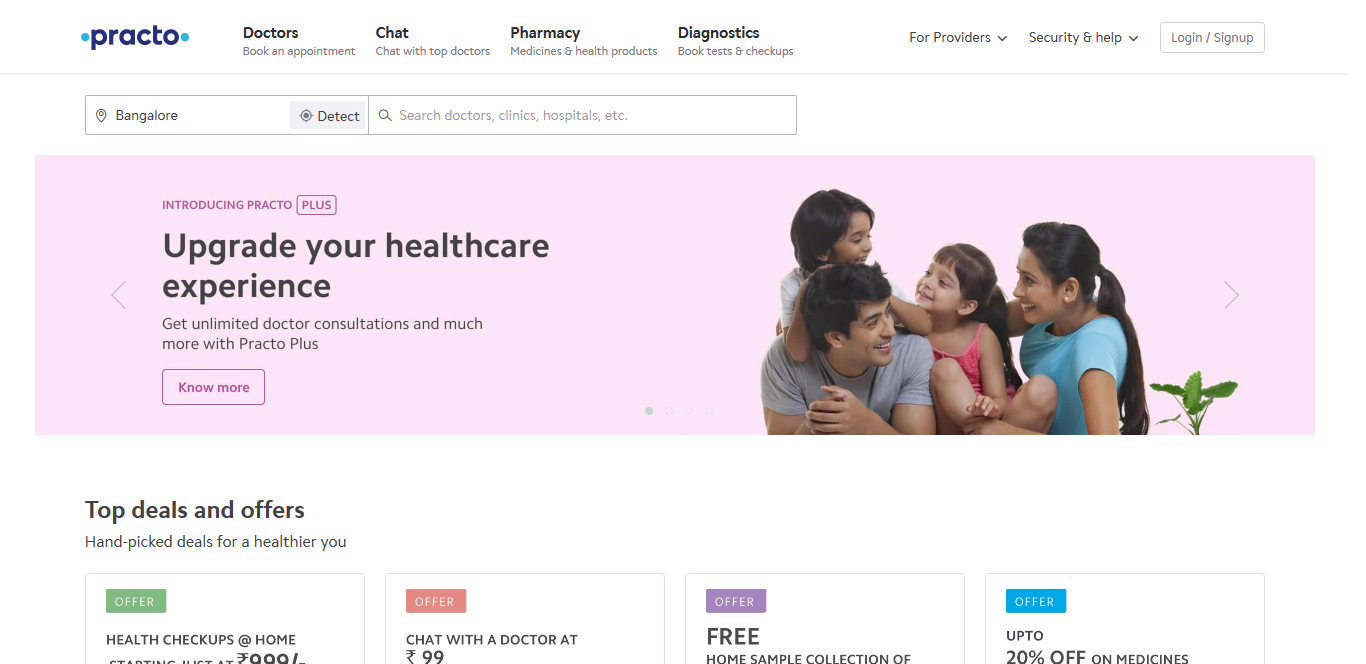 practo
Doctors
Book an appointment
Chat
Chat with top doctors
Pharmacy
Medicines & health products
Diagnostics
Book tests & checkups
For Providers
Security & help
Login / Signup
Bangalore
Detect
Search doctors, clinics, hospitals, etc.
INTRODUCING PRACTO PLUS
Upgrade your healthcare
experience
Get unlimited doctor consultations and much
more with Practo Plus
Know more
Top deals and offers
Hand-picked deals for a healthier you
OFFER
HEALTH CHECKUPS @ HOME
STARTING JUST AT ₹999/-
OFFER
CHAT WITH A DOCTOR AT
₹ 99
OFFER
FREE
HOME SAMPLE COLLECTION OF
OFFER
UPTO
20% OFF ON MEDICINES